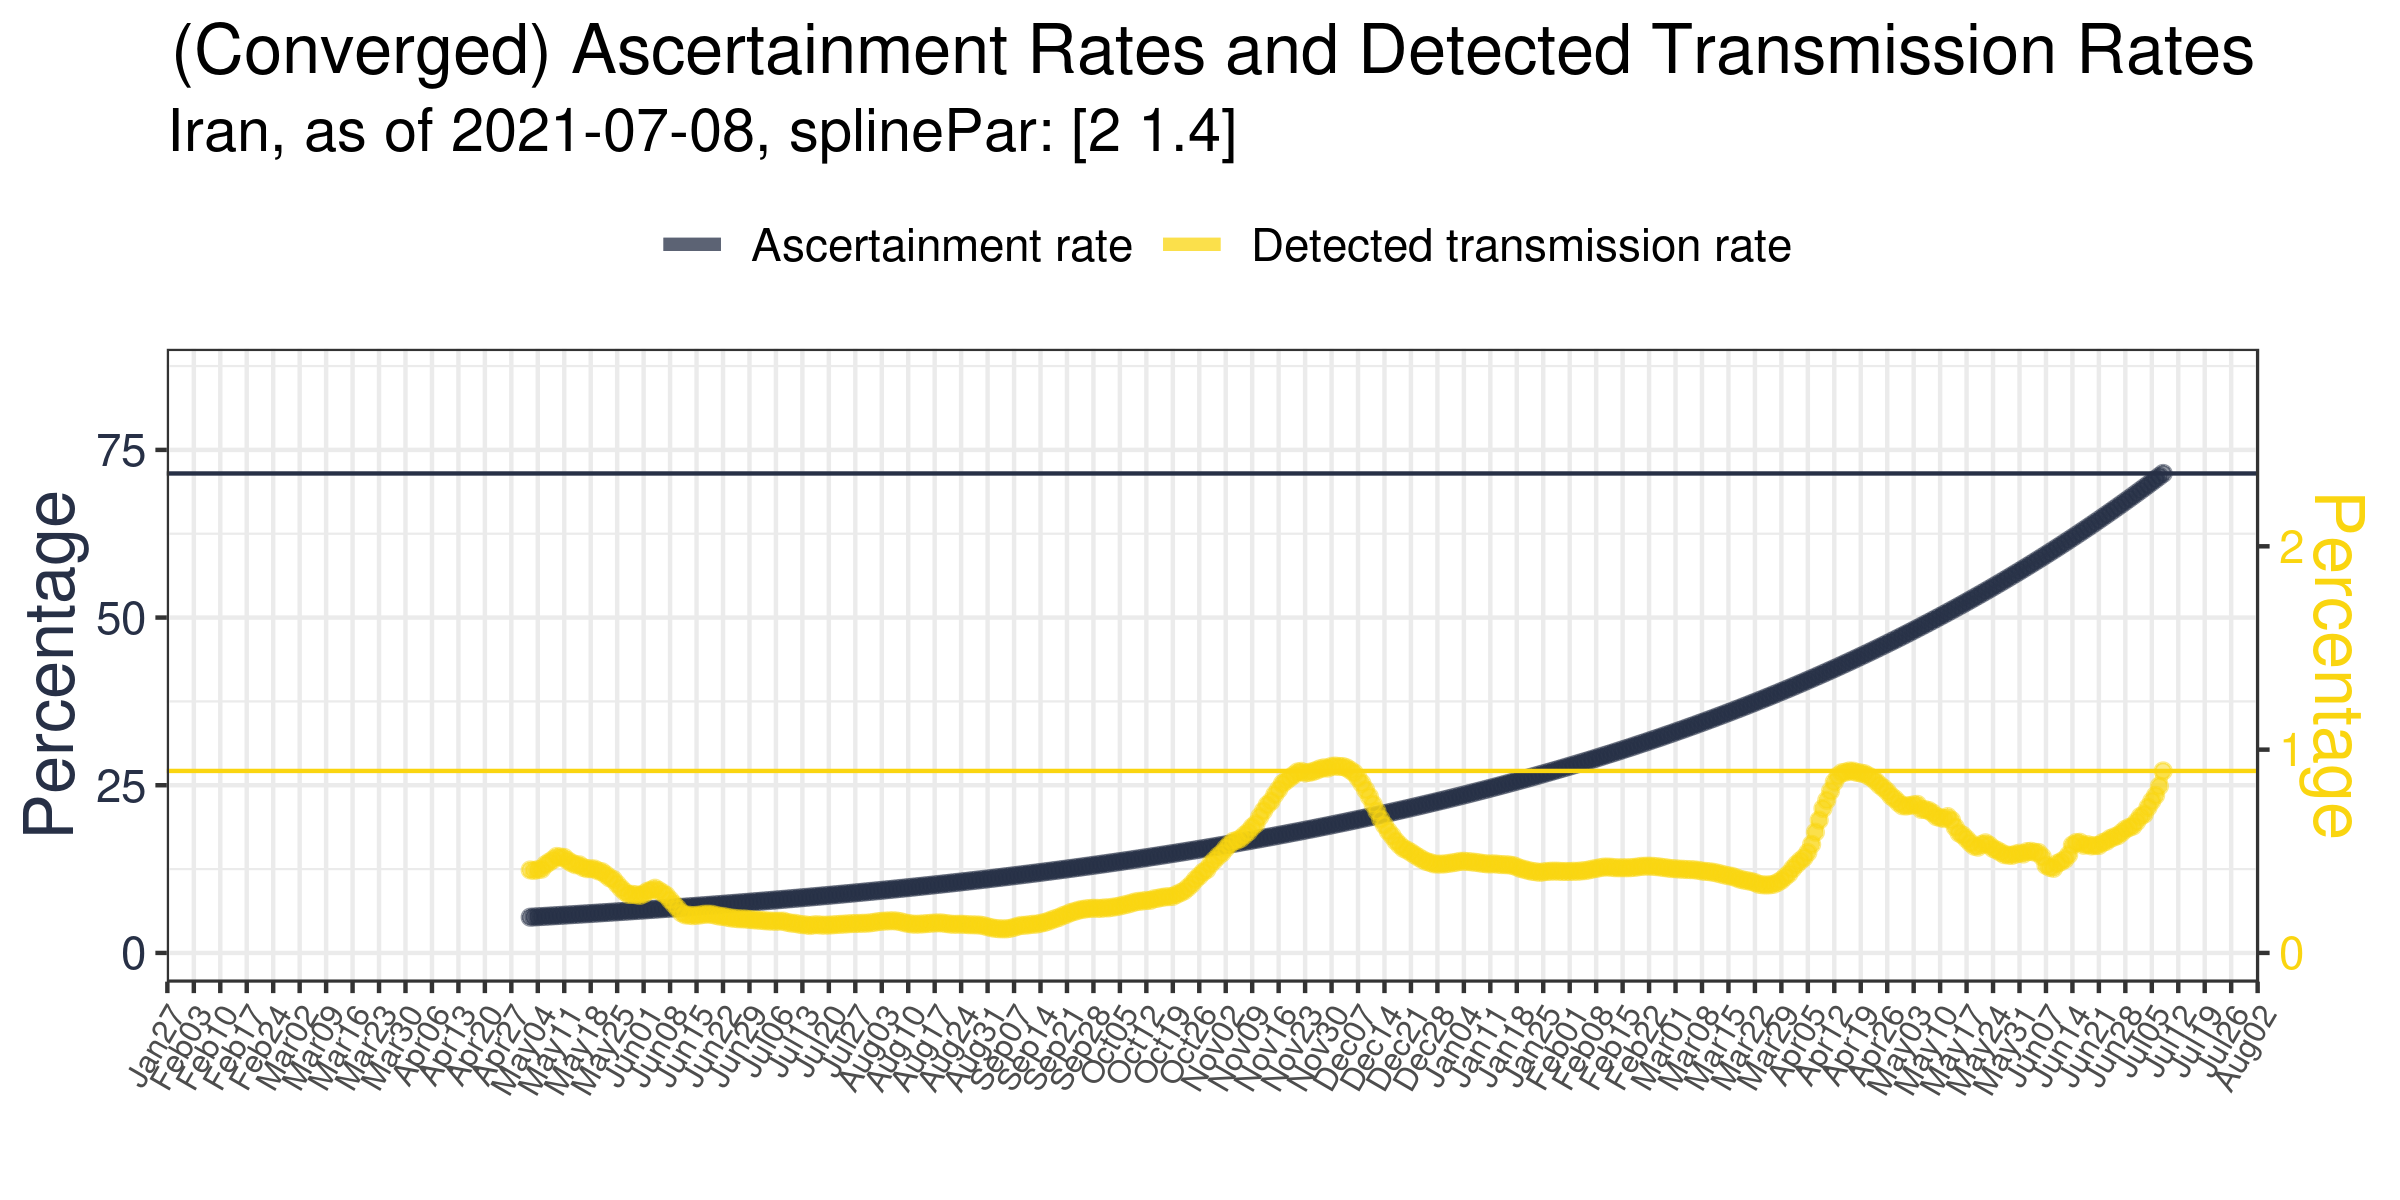 (Converged) Ascertainment Rates and Detected Transmission Rates
Iran, as of 2021-07-08, splinePar: [2 1.4]
Ascertainment rate
Detected transmission rate
Percentage
75
50
25
0
Percentage
2
1
0
Jan27
Feb03
Feb10
Feb17
Feb24
Mar02
Mar09
Mar16
Mar23
Mar30
Apr06
Apr13
Apr20
Apr27
May04
May11
May18
May25
Jun01
Jun08
Jun15
Jun22
Jun29
Jul06
Jul13
Jul20
Jul27
Aug03
Aug10
Aug17
Aug24
Aug31
Sep07
Sep14
Sep21
Sep28
Oct05
Oct12
Oct19
Oct26
Nov02
Nov09
Nov16
Nov23
Nov30
Dec07
Dec14
Dec21
Dec28
Jan04
Jan11
Jan18
Jan25
Feb01
Feb08
Feb15
Feb22
Mar01
Mar08
Mar15
Mar22
Mar29
Apr05
Apr12
Apr19
Apr26
May03
May10
May17
May24
May31
Jun07
Jun14
Jun21
Jun28
Jul05
Jul12
Jul19
Jul26
Aug02